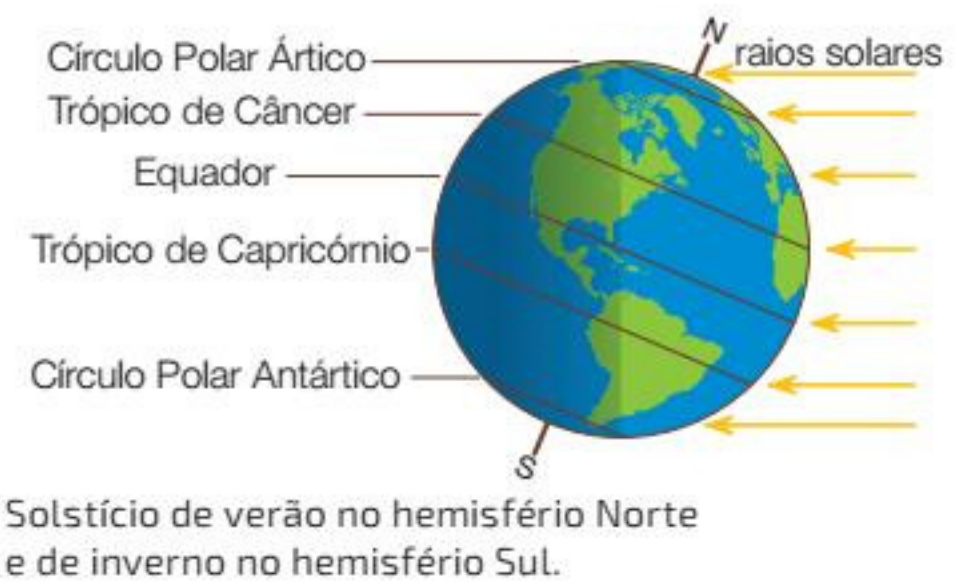 N
raios solares
Círculo Polar Ártico
Trópico de Câncer
Equador
Trópico de Capricórnio
Círculo Polar Antártico
S
Solstício de verão no hemisfério Norte
e de inverno no hemisfério Sul.